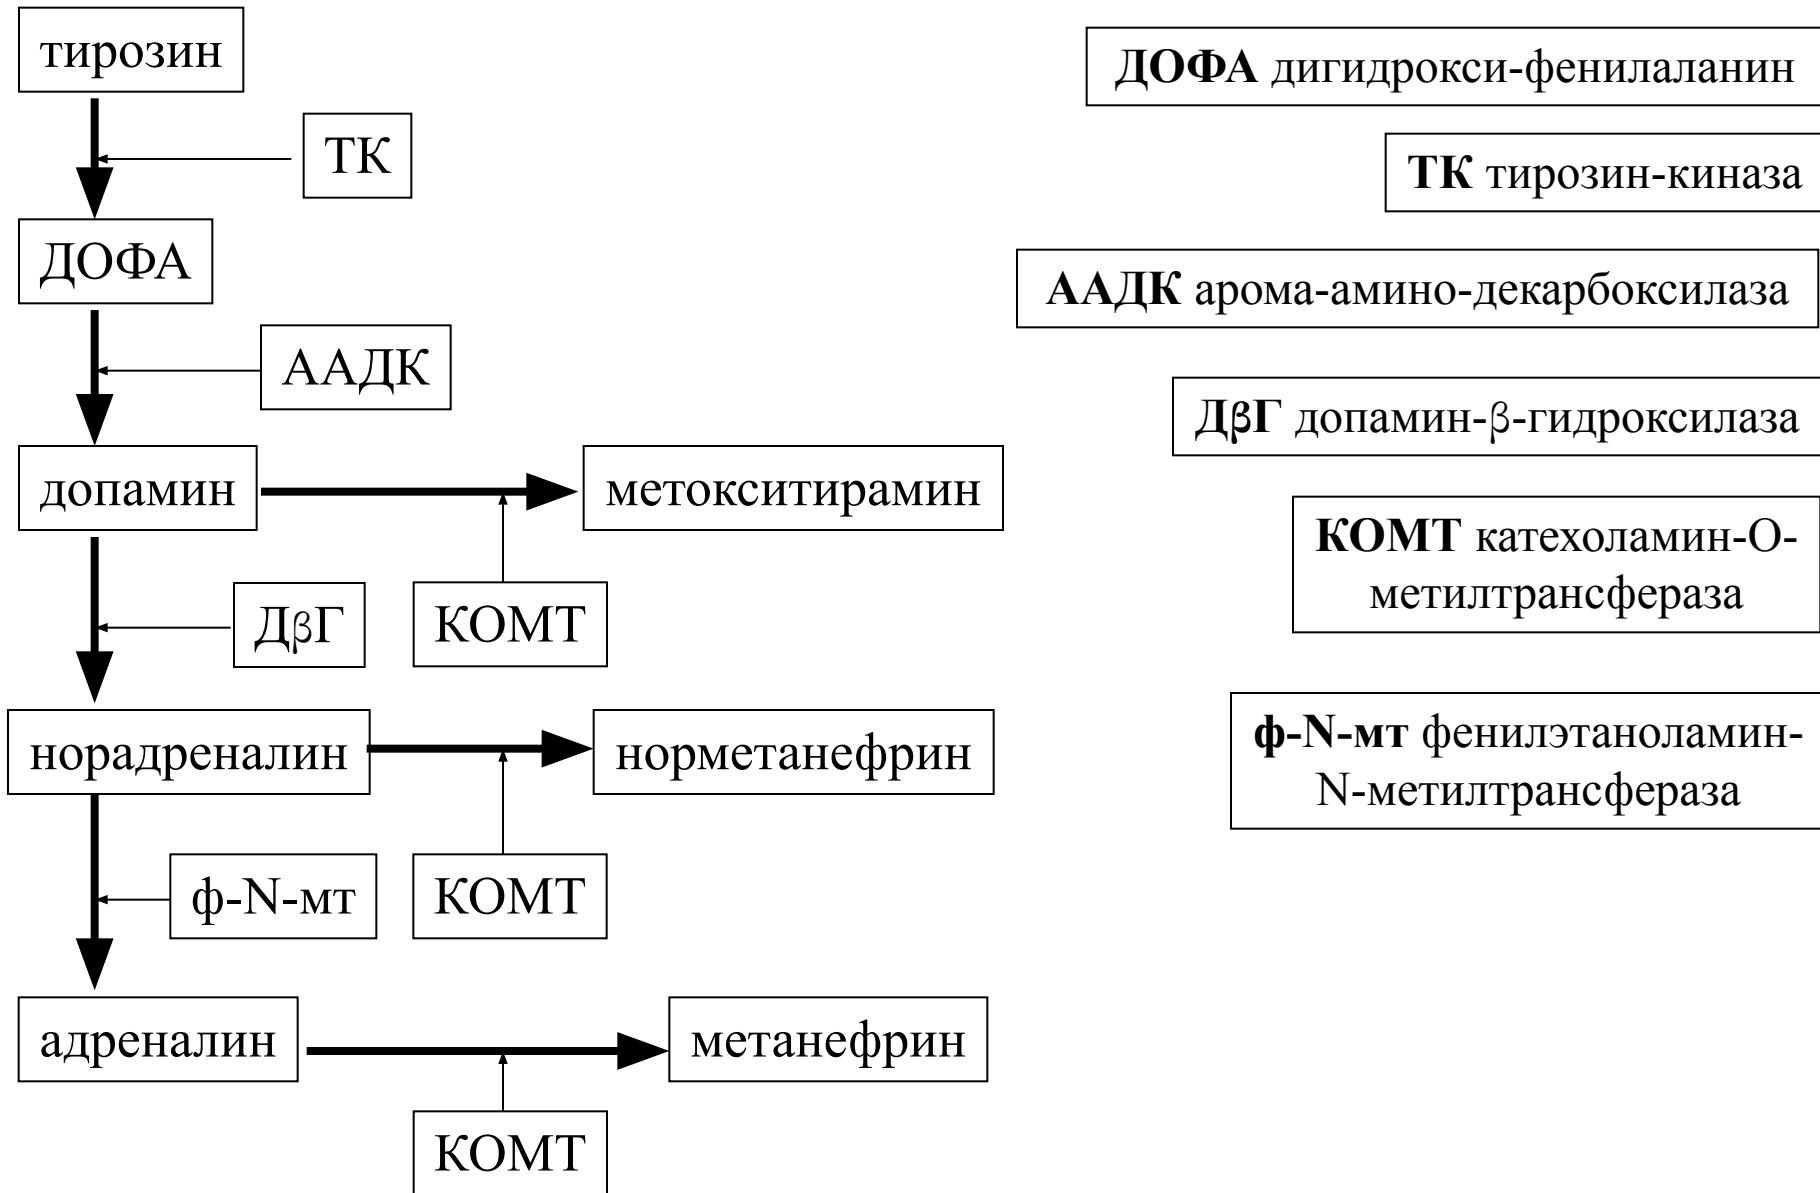 тирозин
ТК
ДОФА
ААДК
допамин
метокситирамин
ДβГ
КОМТ
норадреналин
норметанефрин
ф-N-мт
КОМТ
адреналин
метанефрин
КОМТ
ДОФА дигидрокси-фенилаланин
ТК тирозин-киназа
ААДК арома-амино-декарбоксилаза
ДβГ допамин-β-гидроксилаза
КОМТ катехоламин-О-
метилтрансфераза
ф-N-мт фенилэтаноламин-
N-метилтрансфераза